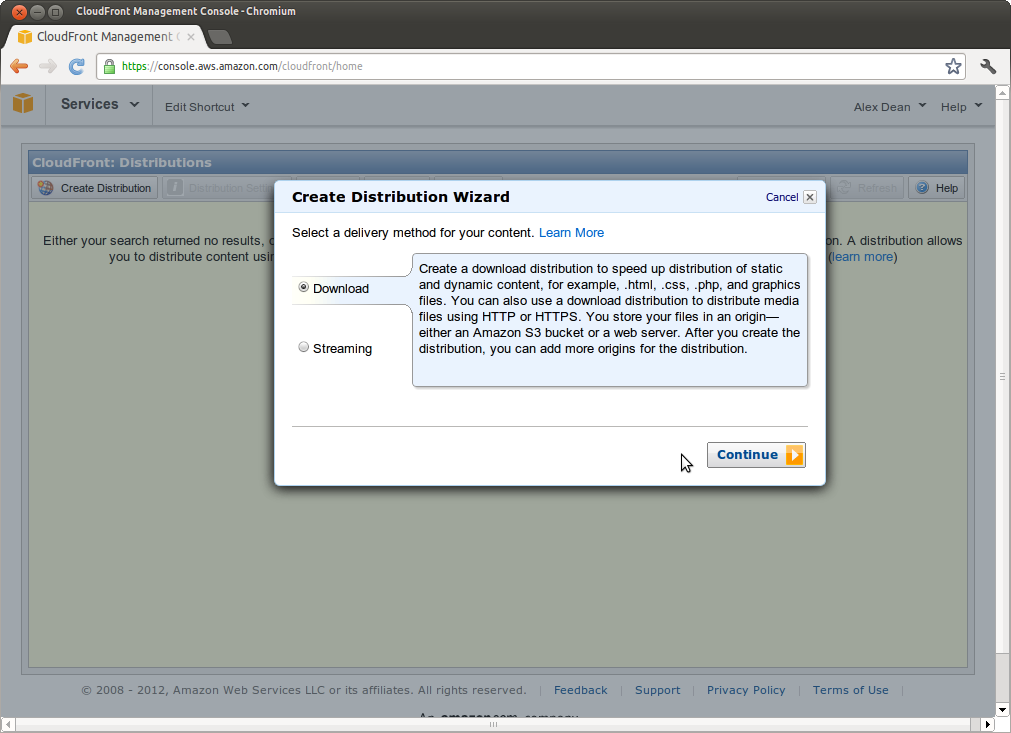 CloudFront Management Console - Chromium
CloudFront Management
https://console.aws.amazon.com/cloudfront/home
Services
Edit Shortcut
Alex Dean
Help
CloudFront: Distributions
Create Distribution
Distribution
Refresh
Help
Either your search returned no results,
on. A distribution allows
you to distribute content
(learn more)
Create Distribution Wizard
Cancel
Select a delivery method for your content. Learn More
Download
Streaming
Create a download distribution to speed up distribution of static
and dynamic content, for example, .html, .css, .php, and graphics
files. You can also use a download distribution to distribute media
files using HTTP or HTTPS. You store your files in an origin—
either an Amazon S3 bucket or a web server. After you create the
distribution, you can add more origins for the distribution.
Continue
© 2008 - 2012, Amazon Web Services LLC or its affiliates. All rights reserved.
Feedback
Support
Privacy Policy
Terms of Use
An amazon.com. company